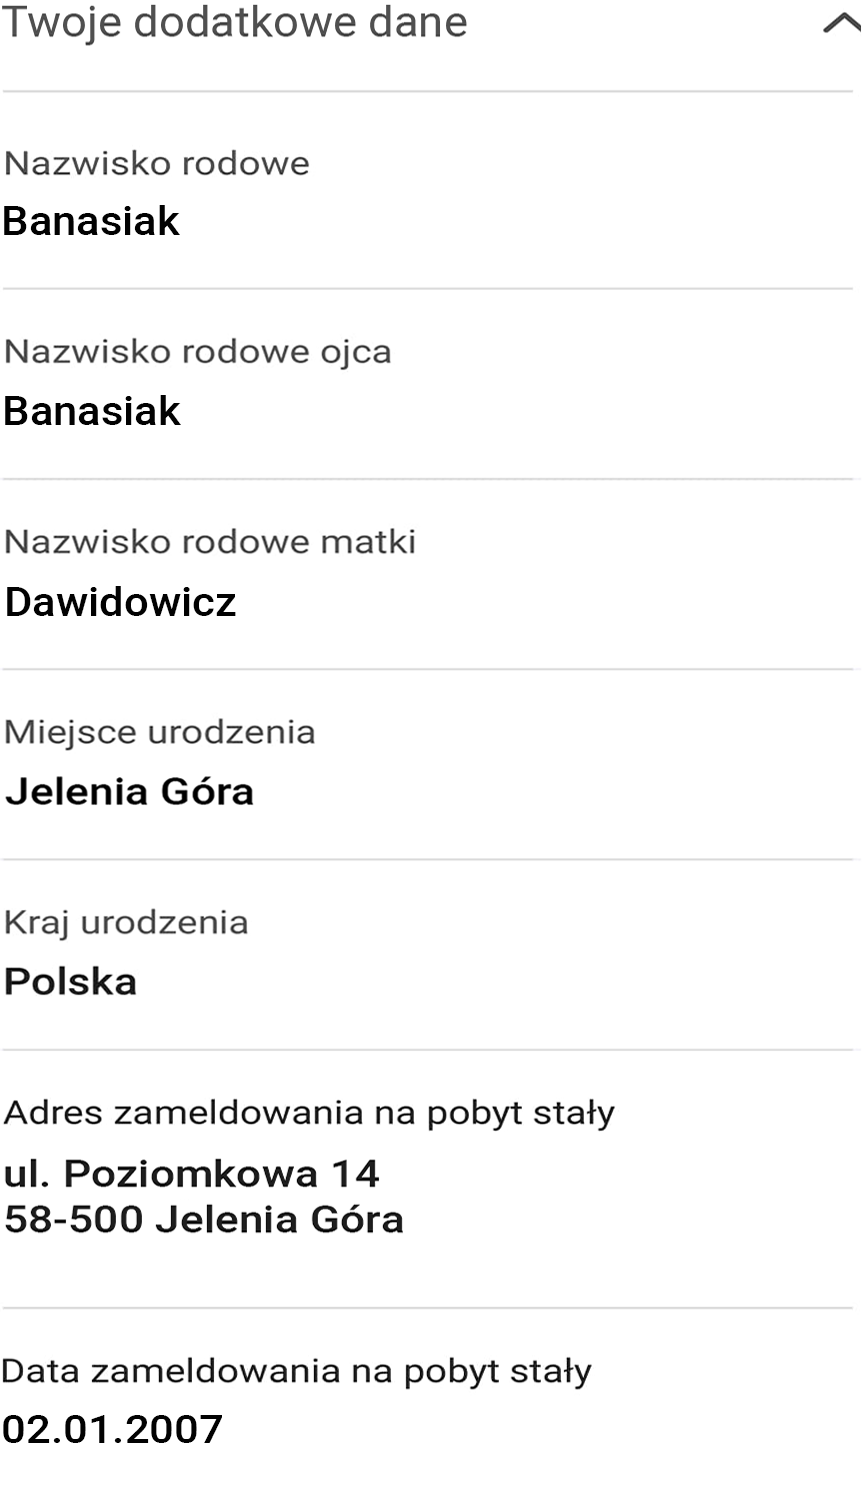 Twoje dodatkowe dane
Nazwisko rodowe
Banasiak
Nazwisko rodowe ojca
Banasiak
Nazwisko rodowe matki
Dawidowicz
Miejsce urodzenia
Jelenia Góra
Kraj urodzenia
Polska
Adres zameldowania na pobyt stały
ul. Poziomkowa 14
58-500 Jelenia Góra
Data zameldowania na pobyt stały
02.01.2007